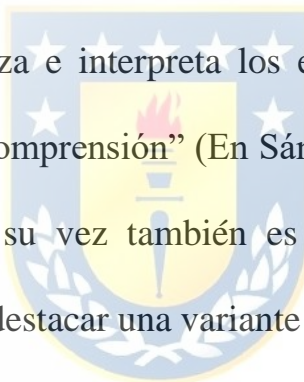 za e interpreta los e
omprensión” (En Sán
su vez también es
destacar una variante